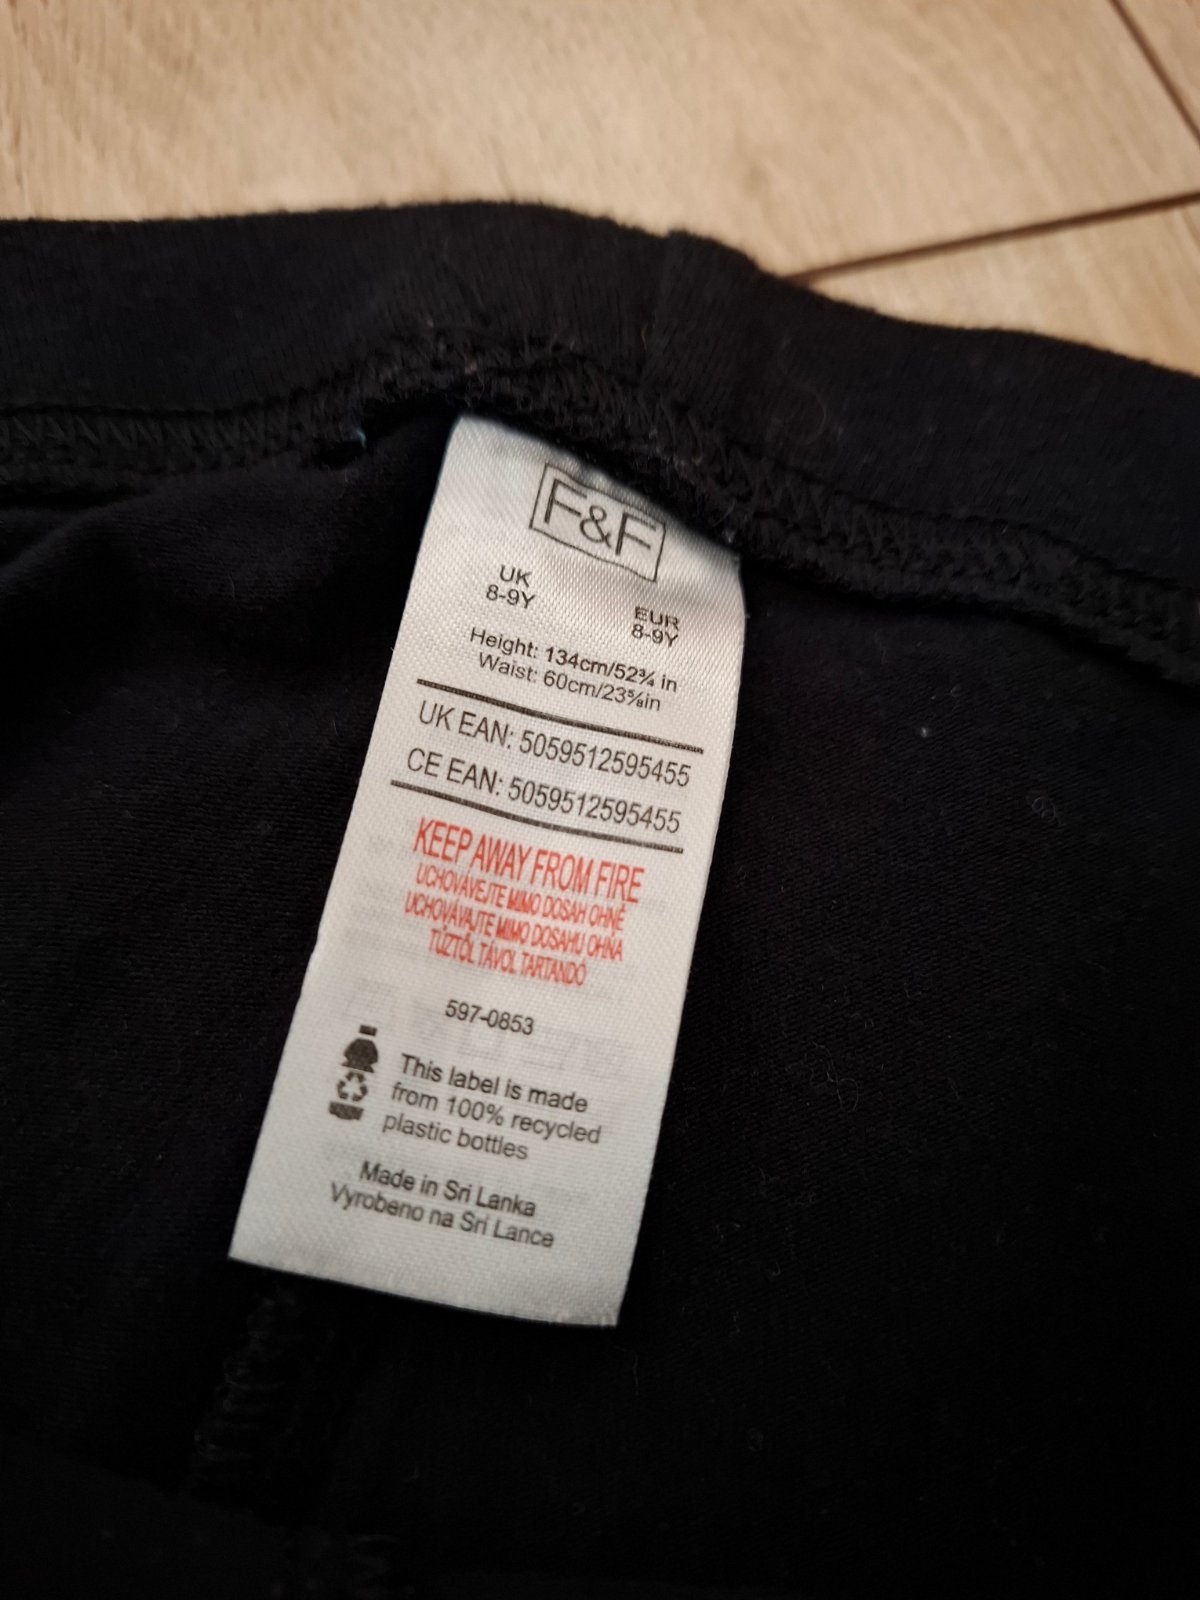 F&F
UK
8-9Y
EUR
8-9Y
Height: 134cm/52¾ in
Waist: 60cm/23⅝in
UK EAN: 5059512595455
CE EAN: 5059512595455
KEEP AWAY FROM FIRE
UCHOVÁVEJTE MIMO DOSAH OHNĚ
UCHOVÁVAJTE MIMO DOSAHU OHŇA
TŰZTŐL TÁVOL TARTANDÓ
597-0853
This label is made
from 100% recycled
plastic bottles
Made in Sri Lanka
Vyrobeno na Srí Lance